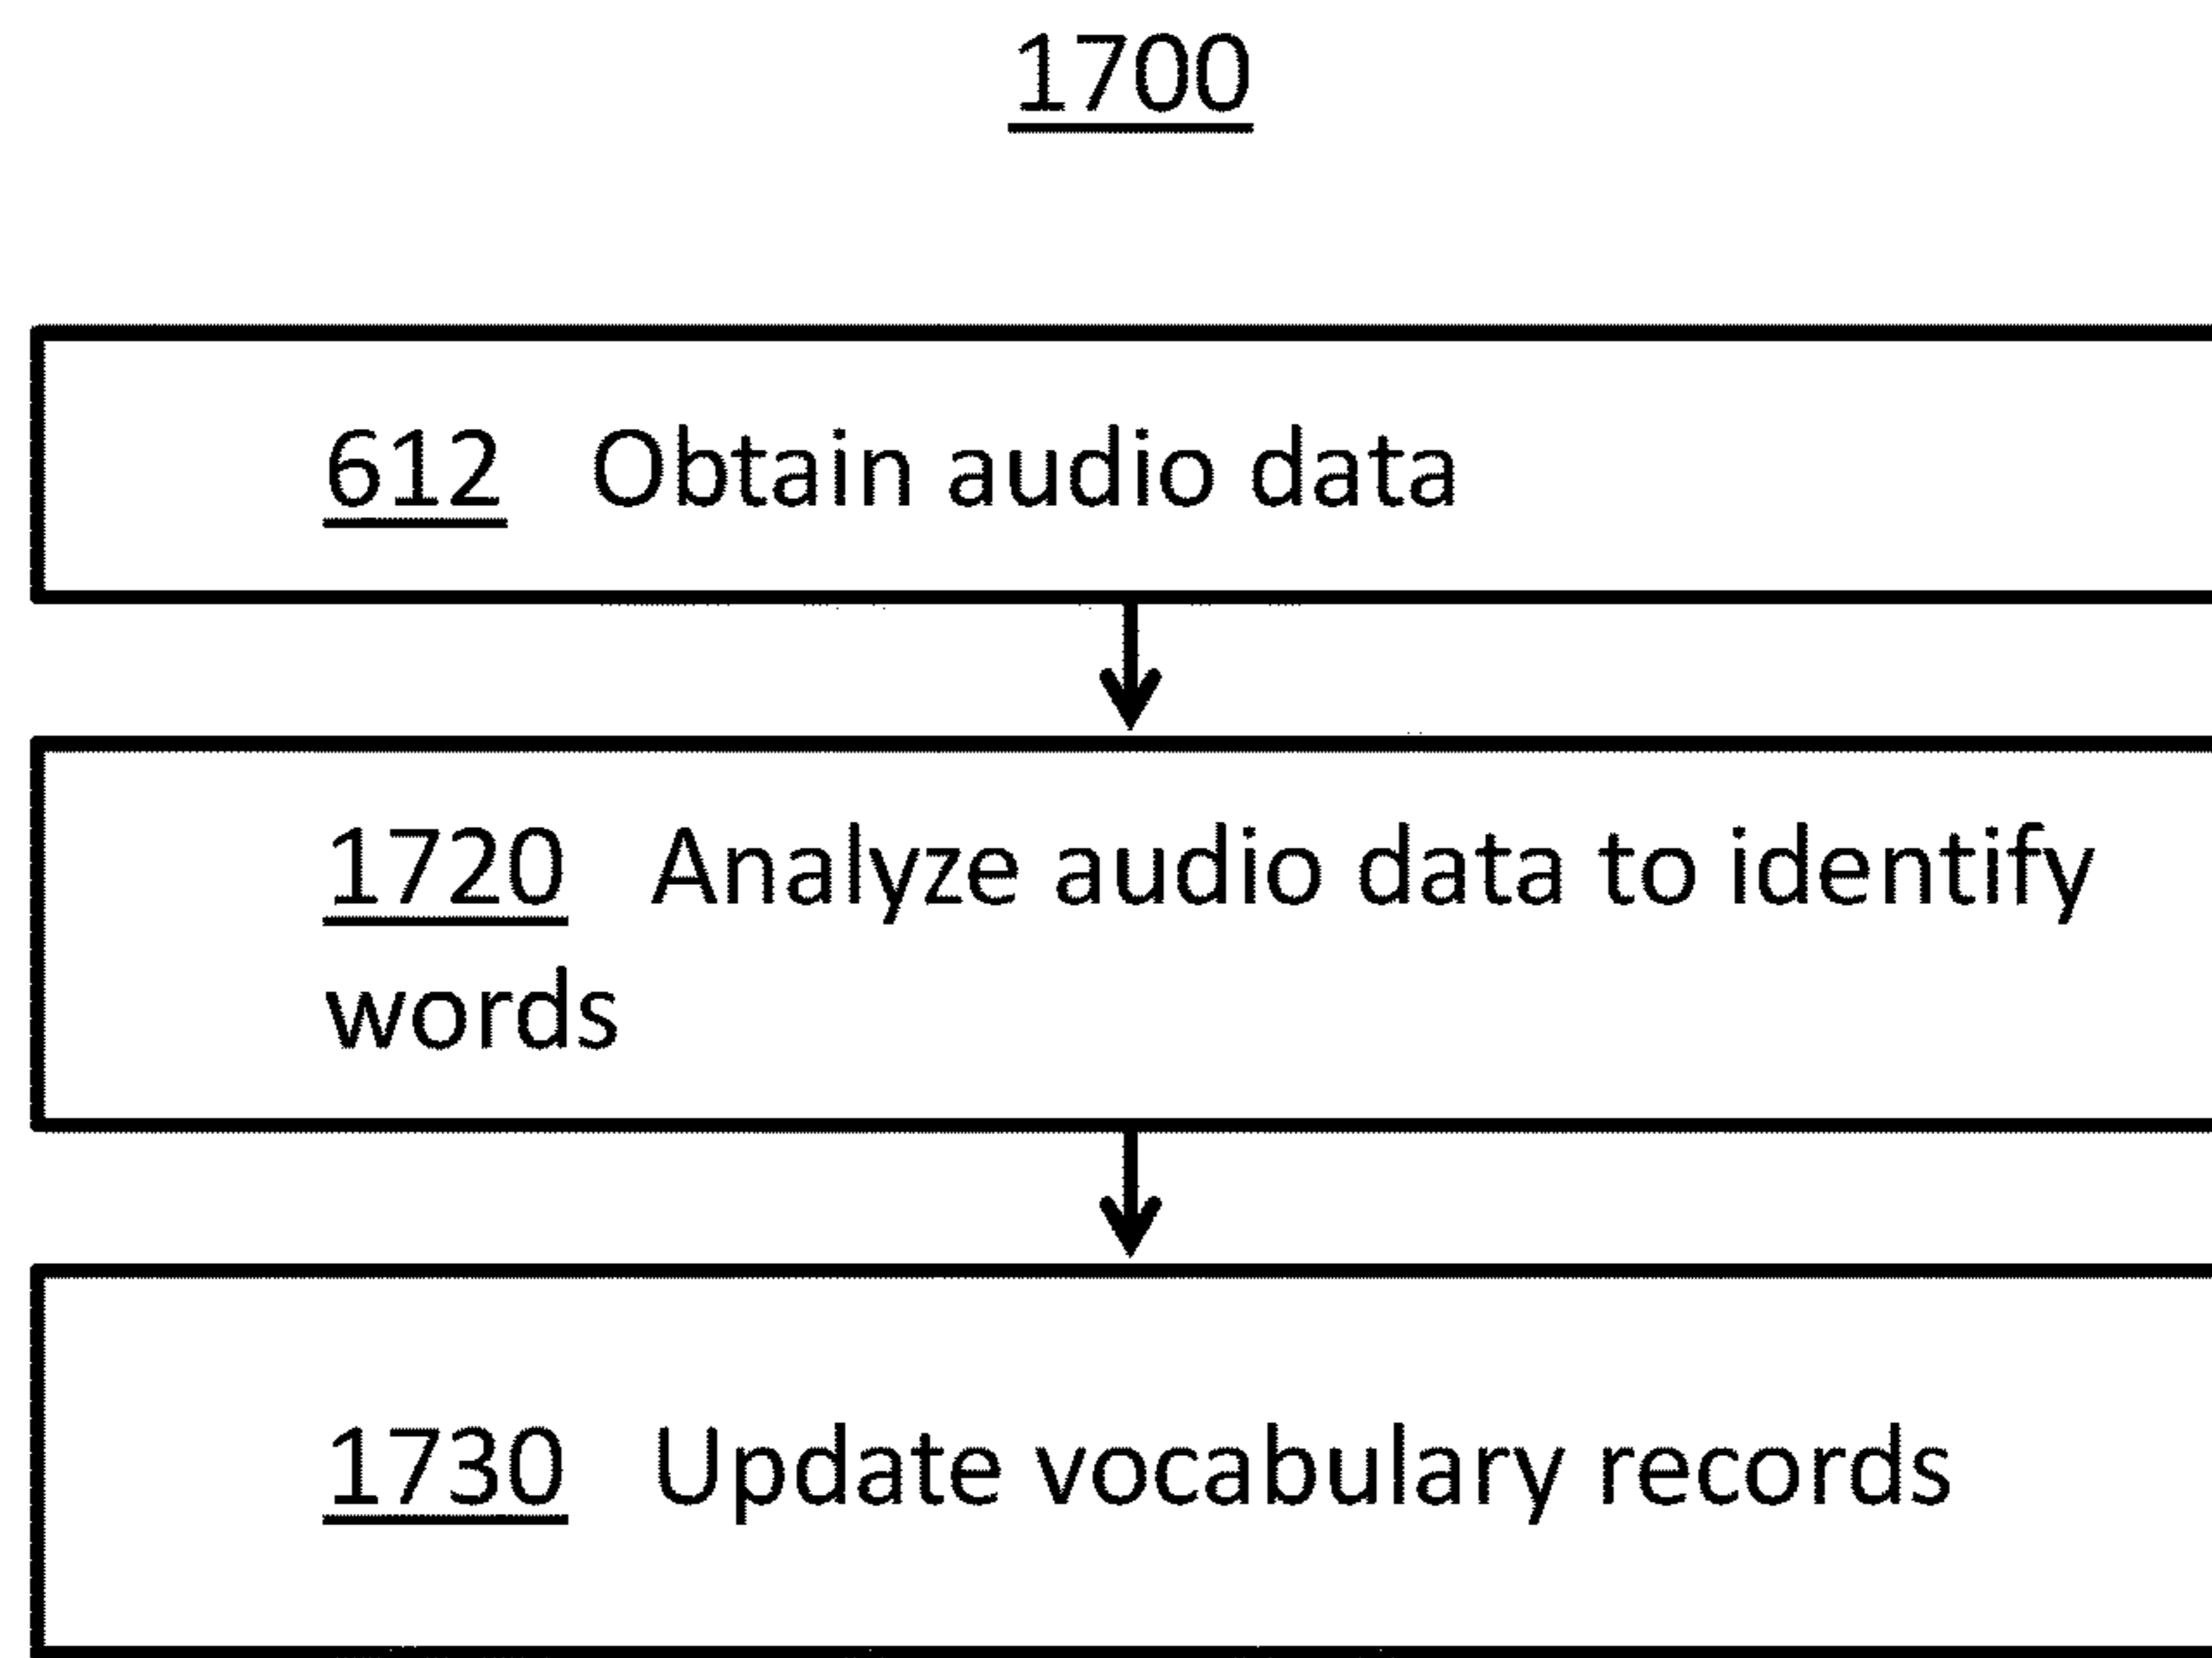 1700
612 Obtain audio data
1720 Analyze audio data to identify
words
1730 Update vocabulary records